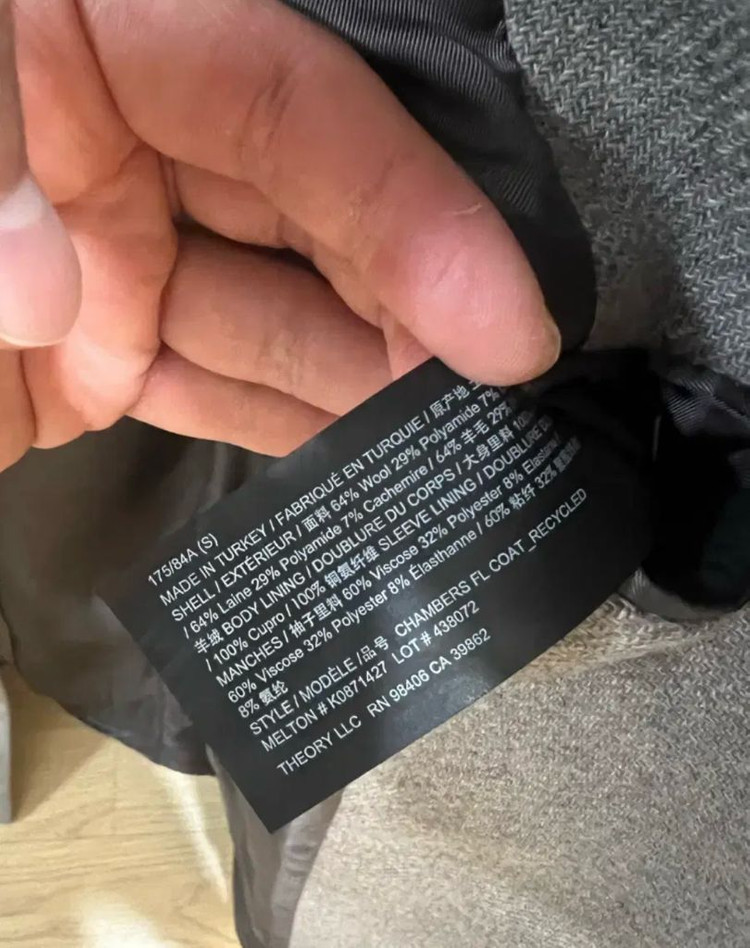 175/84A (S)
MADE IN TURKEY / FABRIQUÉ EN TURQUIE / 原产地
SHELL / EXTÉRIEUR / 面料 64% Wool 29% Polyamide 7%
/ 64% Laine 29% Polyamide 7% Cachemire / 64% 羊毛 29%
羊绒 BODY LINING / DOUBLURE DU CORPS / 大身里料 100%
/ 100% Cupro / 100% 铜氨纤维 SLEEVE LINING / DOUBLURE
MANCHES / 袖子里料 60% Viscose 32% Polyester 8% Elastane /
60% Viscose 32% Polyester 8% Élasthanne / 60% 粘纤 32%
8% 氨纶
STYLE / MODÈLE / 品号 CHAMBERS FL COAT_RECYCLED
MELTON # K0871427 LOT # 438072
THEORY LLC RN 98406 CA 39862